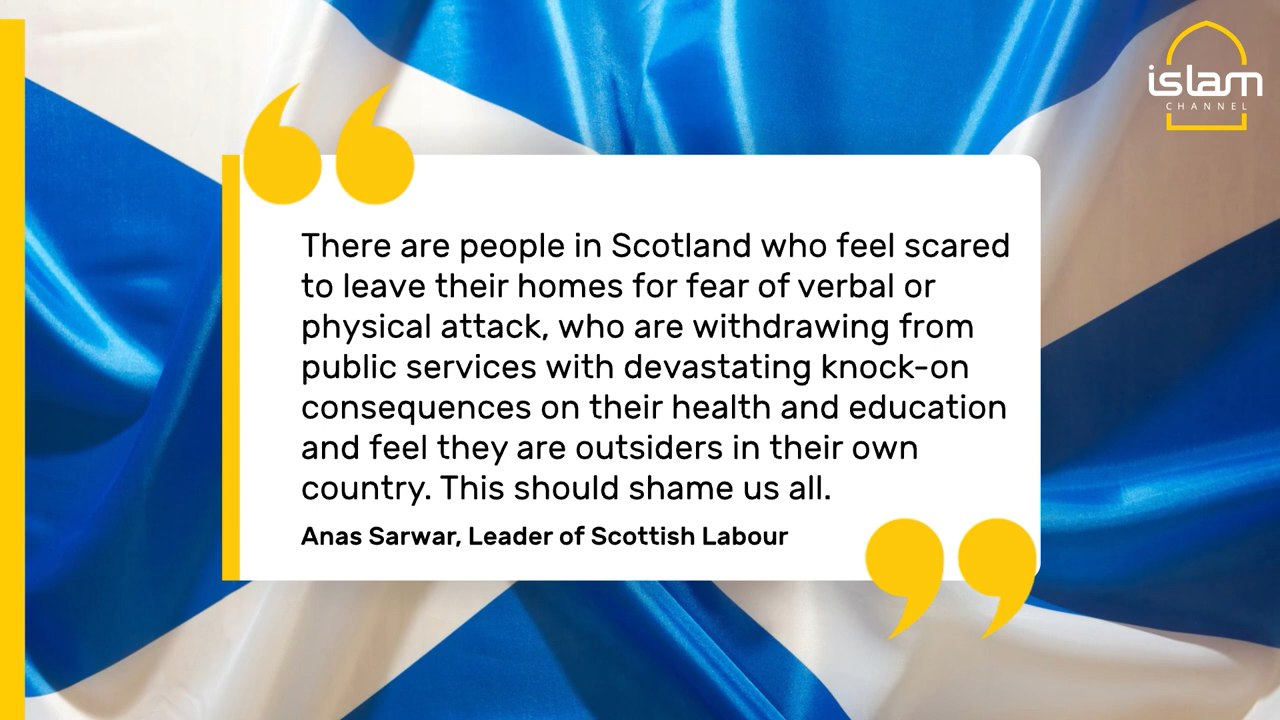 islam
CHANNEL
There are people in Scotland who feel scared
to leave their homes for fear of verbal or
physical attack, who are withdrawing from
public services with devastating knock-on
consequences on their health and education
and feel they are outsiders in their own
country. This should shame us all.
Anas Sarwar, Leader of Scottish Labour